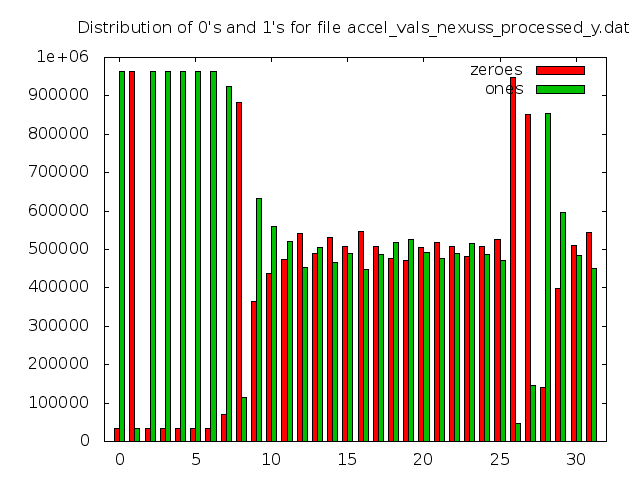 Distribution of 0's and 1's for file accel_vals_nexuss_processed_y.dat
1e+06
900000
800000
700000
600000
500000
400000
300000
200000
100000
0
zeroes
ones
0 5 10 15 20 25 30